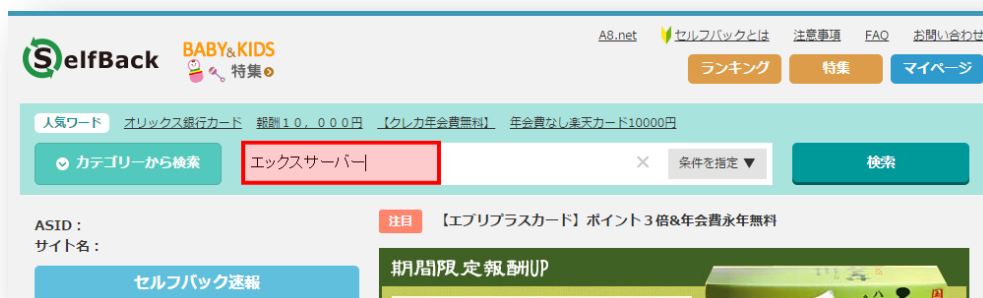 A8.net セルフバックとは 注意事項 FAQ お問い合わせ
SelfBack BABY&KIDS 特集
ランキング 特集 マイページ
人気ワード オリックス銀行カード 報酬10,000円 【クレカ年会費無料】 年会費なし楽天カード10000円
カテゴリーから検索 エックスサーバー × 条件を指定▼ 検索
ASID：
サイト名：
注目 【エブリプラスカード】ポイント3倍&年会費永年無料
セルフバック速報
期間限定報酬UP